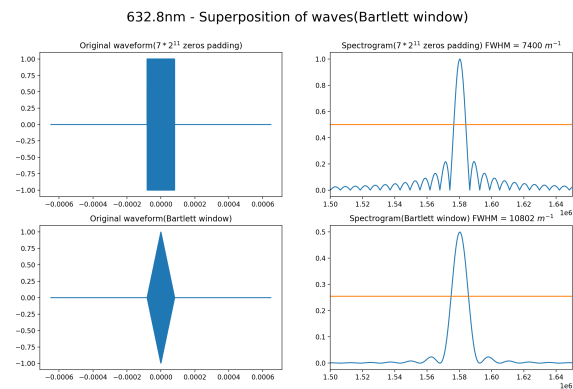 632.8nm - Superposition of waves(Bartlett window)
Original waveform(7 * 2^11 zeros padding)
1.00
0.75
0.50
0.25
0.00
−0.25
−0.50
−0.75
−1.00
−0.0006 −0.0004 −0.0002 0.0000 0.0002 0.0004 0.0006
Spectrogram(7 * 2^11 zeros padding) FWHM = 7400 m^−1
1.0
0.8
0.6
0.4
0.2
0.0
1.50 1.52 1.54 1.56 1.58 1.60 1.62 1.64
1e6
Original waveform(Bartlett window)
1.00
0.75
0.50
0.25
0.00
−0.25
−0.50
−0.75
−1.00
−0.0006 −0.0004 −0.0002 0.0000 0.0002 0.0004 0.0006
Spectrogram(Bartlett window) FWHM = 10802 m^−1
0.5
0.4
0.3
0.2
0.1
0.0
1.50 1.52 1.54 1.56 1.58 1.60 1.62 1.64
1e6